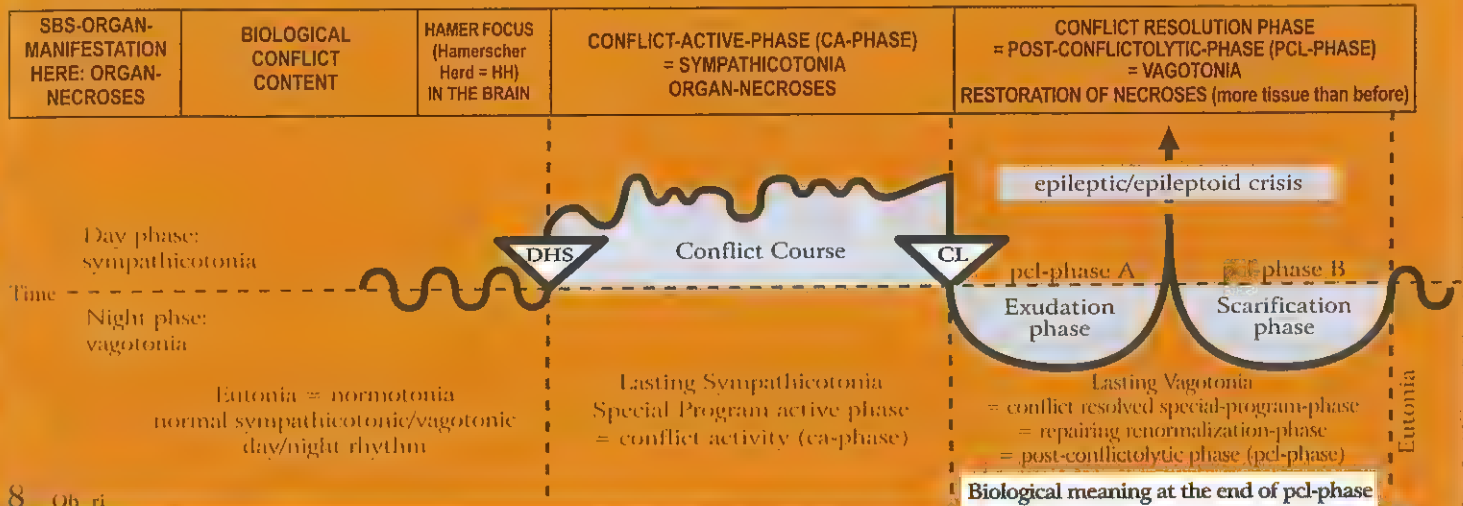 SBS-ORGAN-
MANIFESTATION
HERE: ORGAN-
NECROSES
BIOLOGICAL
CONFLICT
CONTENT
HAMER FOCUS
(Hamerscher
Herd = HH)
IN THE BRAIN
CONFLICT-ACTIVE-PHASE (CA-PHASE)
= SYMPATHICOTONIA
ORGAN-NECROSES
CONFLICT RESOLUTION PHASE
= POST-CONFLICTOLYTIC-PHASE (PCL-PHASE)
= VAGOTONIA
RESTORATION OF NECROSES (more tissue than before)
epileptic/epileptoid crisis
Day phase:
sympathicotonia
DHS
Conflict Course
CL
pcl-phase A
phase B
Time
Night phse:
vagotonia
Exudation
phase
Scarification
phase
Eutonia = normotonia
normal sympathicotonic/vagotonic
day/night rhythm
Lasting Sympathicotonia
Special Program active phase
= conflict activity (ca-phase)
Lasting Vagotonia
= conflict resolved special-program-phase
= repairing renormalization-phase
= post-conflictolytic phase (pcl-phase)
Eutonia
Biological meaning at the end of pcl-phase
8 Ob ri